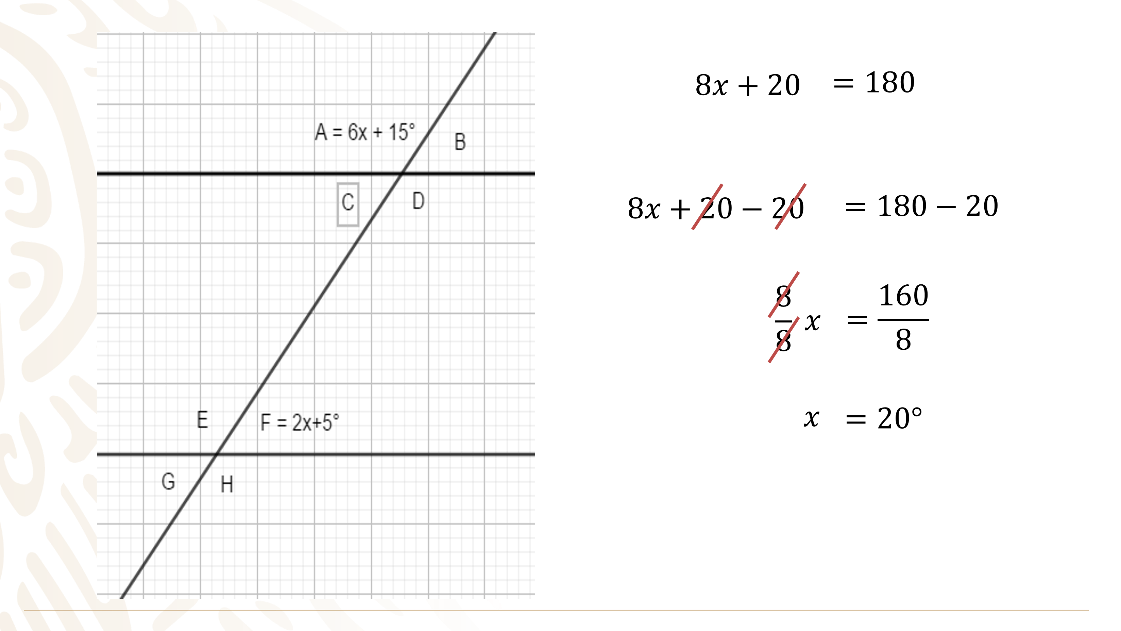 A = 6x + 15°
B
C
D
E
F = 2x+5°
G
H
8x + 20 = 180
8x + 20 − 20 = 180 − 20
8/8 x = 160/8
x = 20°